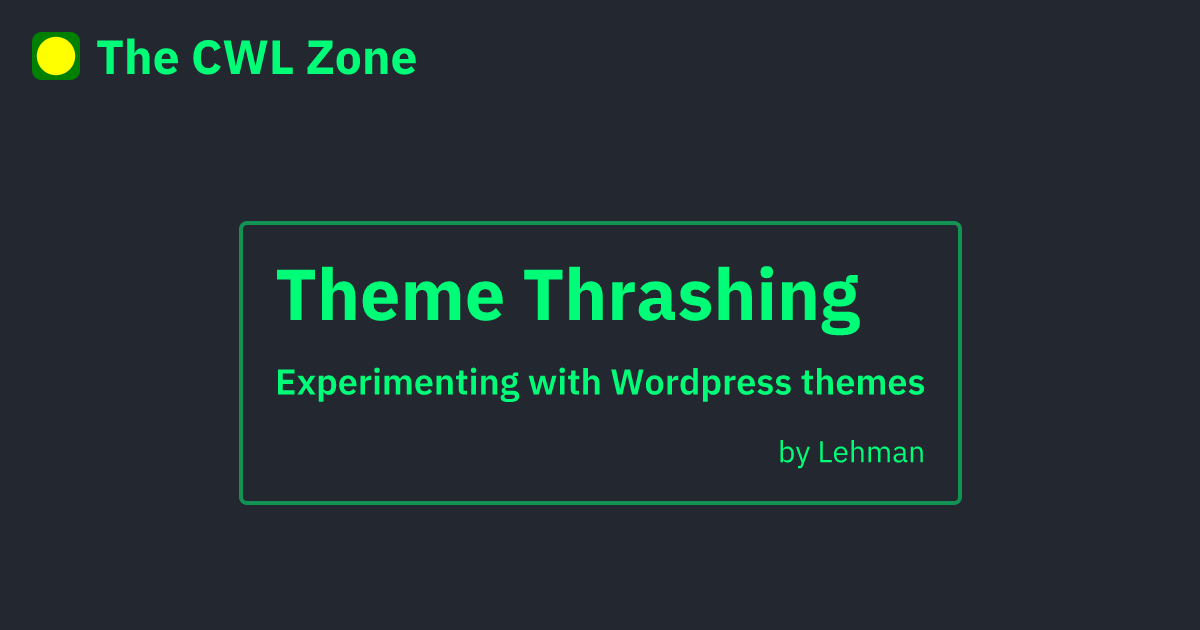 The CWL Zone
Theme Thrashing
Experimenting with Wordpress themes
by Lehman